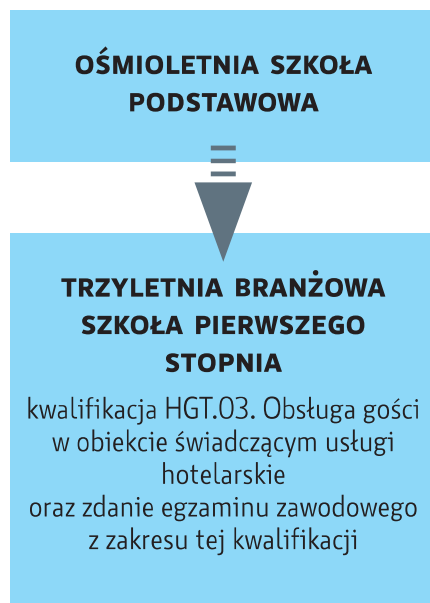 OŚMIOLETNIA SZKOŁA
PODSTAWOWA
TRZYLETNIA BRANŻOWA
SZKOŁA PIERWSZEGO
STOPNIA
kwalifikacja HGT.03. Obsługa gości
w obiekcie świadczącym usługi
hotelarskie
oraz zdanie egzaminu zawodowego
z zakresu tej kwalifikacji